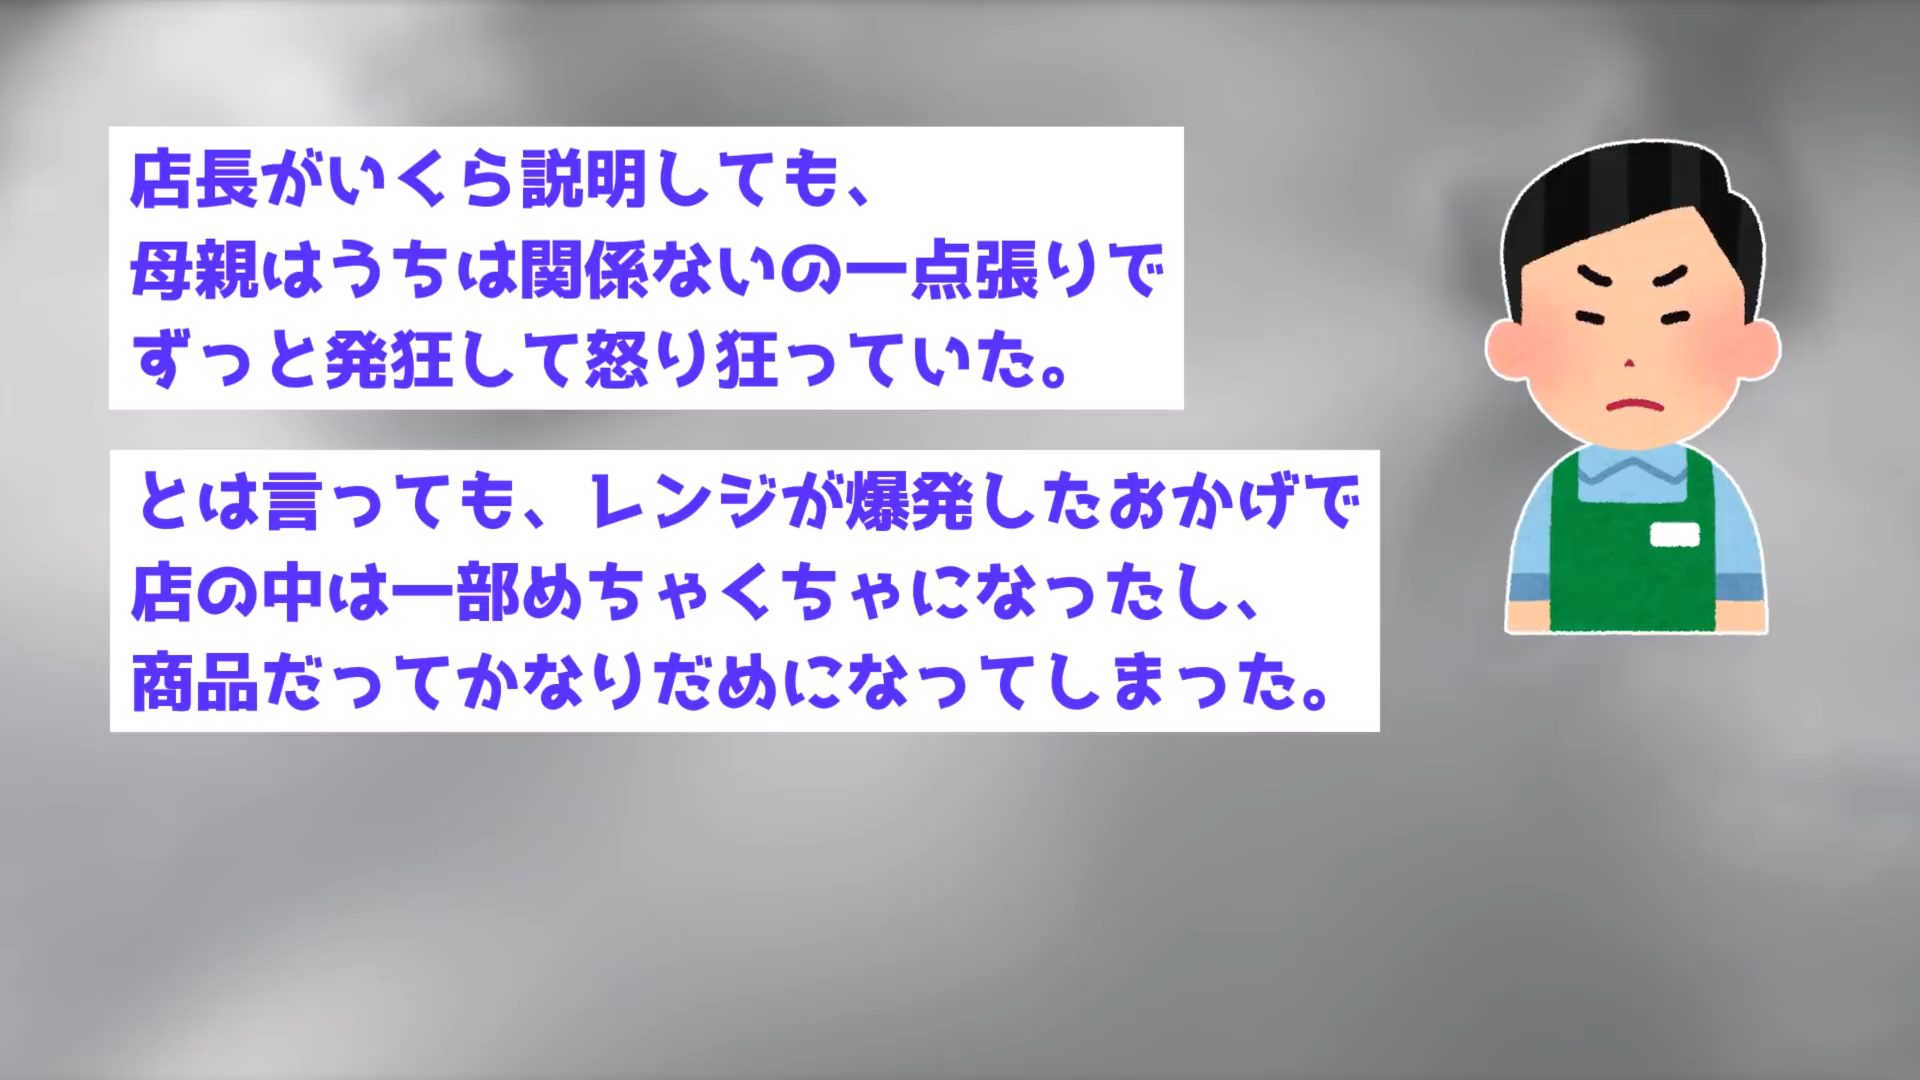 店長がいくら説明しても、
母親はうちは関係ないの一点張りで
ずっと発狂して怒り狂っていた。
とは言っても、レンジが爆発したおかげで
店の中は一部めちゃくちゃになったし、
商品だってかなりだめになってしまった。